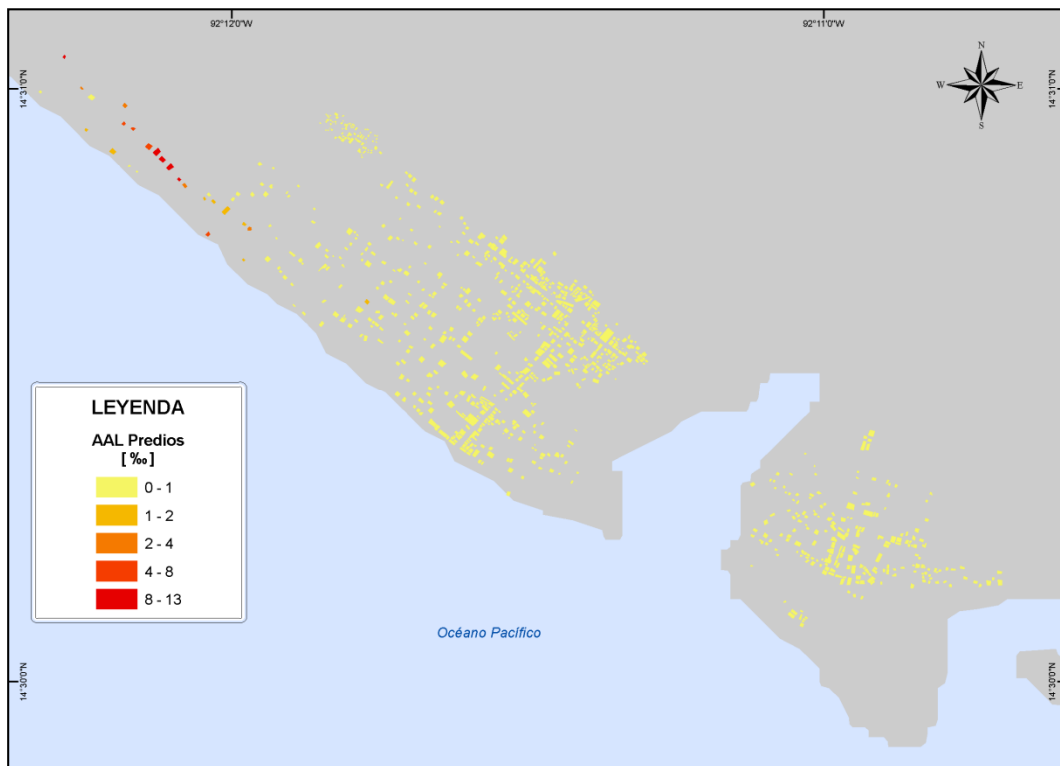 92°12'0"W
92°11'0"W
14°31'0"N
14°31'0"N
N
W
E
S
LEYENDA
AAL Predios
[ ‰ ]
0 - 1
1 - 2
2 - 4
4 - 8
8 - 13
Océano Pacífico
14°30'0"N
14°30'0"N